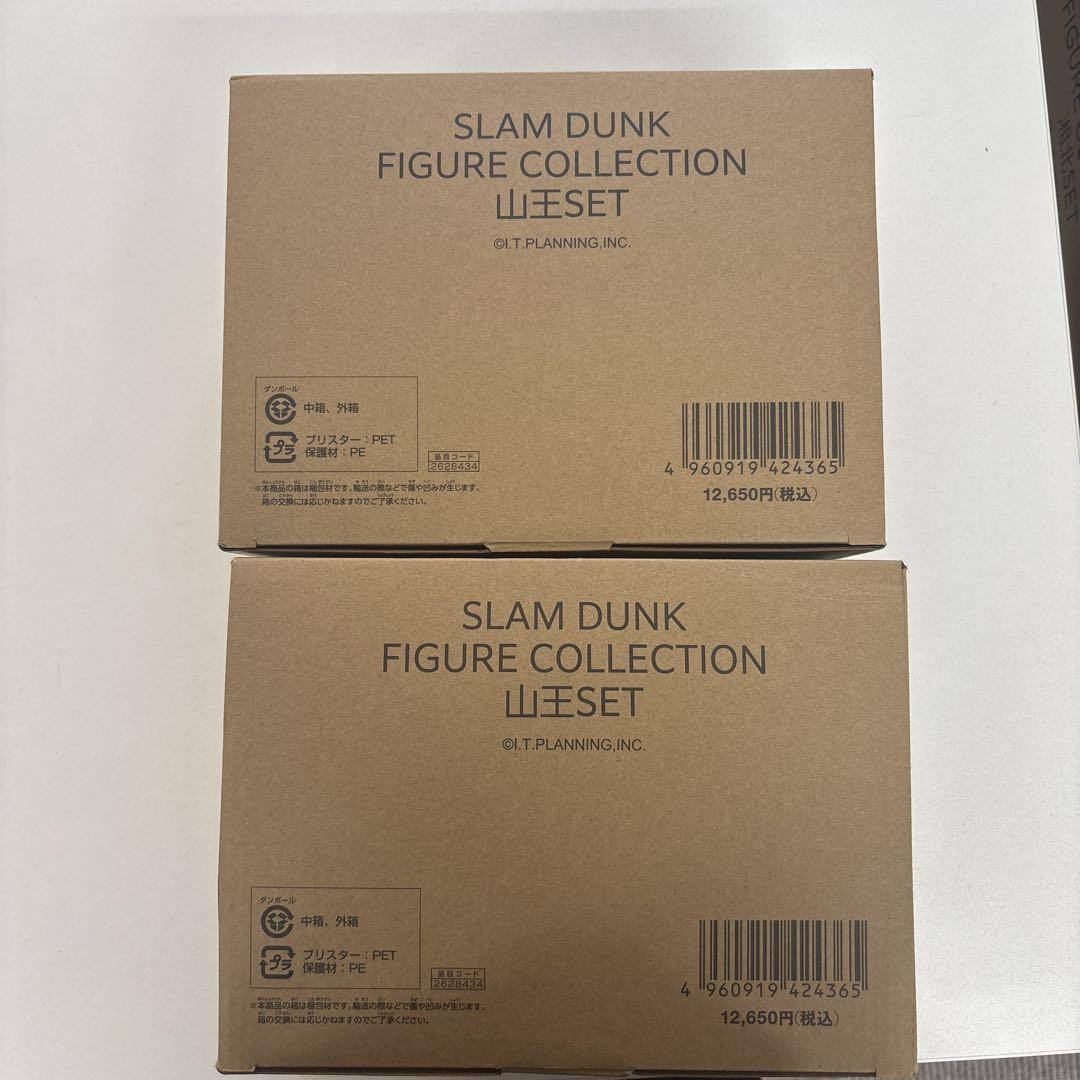 SLAM DUNK
FIGURE COLLECTION
山王SET
©I.T.PLANNING,INC.
ダンボール
中箱、外箱
プラ
ブリスター：PET
保護材：PE
品目コード
2628434
※本商品の箱は梱包材です。輸送の際などで傷や凹みが生じます。
箱の交換には応じかねますのでご了承ください。
4 960919 424365
12,650円(税込)
SLAM DUNK
FIGURE COLLECTION
山王SET
©I.T.PLANNING,INC.
ダンボール
中箱、外箱
プラ
ブリスター：PET
保護材：PE
品目コード
2628434
※本商品の箱は梱包材です。輸送の際などで傷や凹みが生じます。
箱の交換には応じかねますのでご了承ください。
4 960919 424365
12,650円(税込)
FIGURE
SET